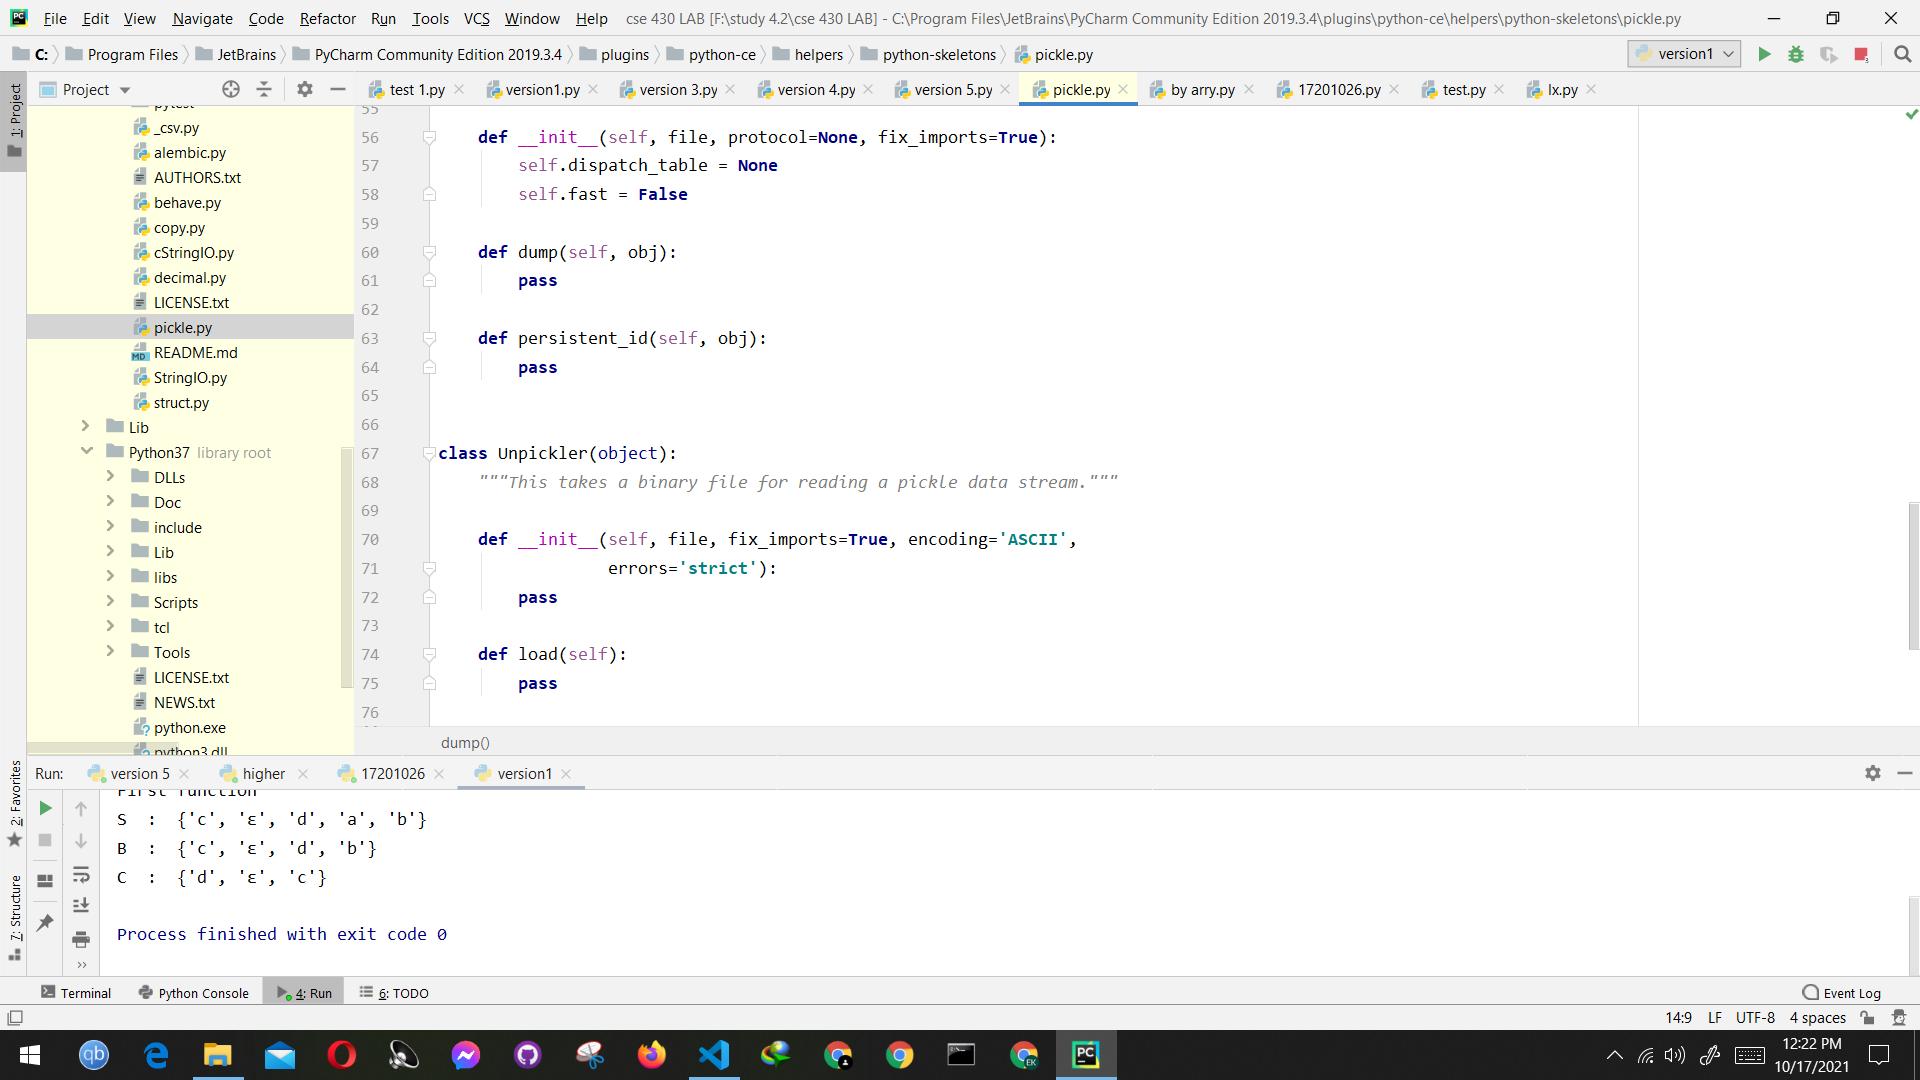 File Edit View Navigate Code Refactor Run Tools VCS Window Help cse 430 LAB [F:\study 4.2\cse 430 LAB] - C:\Program Files\JetBrains\PyCharm Community Edition 2019.3.4\plugins\python-ce\helpers\python-skeletons\pickle.py
C: Program Files JetBrains PyCharm Community Edition 2019.3.4 plugins python-ce helpers python-skeletons pickle.py version1
1: Project
Project
test 1.py version1.py version 3.py version 4.py version 5.py pickle.py by arry.py 17201026.py test.py lx.py
pytest
_csv.py
alembic.py
AUTHORS.txt
behave.py
copy.py
cStringIO.py
decimal.py
LICENSE.txt
pickle.py
README.md
StringIO.py
struct.py
Lib
Python37 library root
DLLs
Doc
include
Lib
libs
Scripts
tcl
Tools
LICENSE.txt
NEWS.txt
python.exe
python3.dll
55
56 def __init__(self, file, protocol=None, fix_imports=True):
57 self.dispatch_table = None
58 self.fast = False
59
60 def dump(self, obj):
61 pass
62
63 def persistent_id(self, obj):
64 pass
65
66
67 class Unpickler(object):
68 """This takes a binary file for reading a pickle data stream."""
69
70 def __init__(self, file, fix_imports=True, encoding='ASCII',
71 errors='strict'):
72 pass
73
74 def load(self):
75 pass
76
dump()
2: Favorites
7: Structure
Run: version 5 higher 17201026 version1
First function
S : {'c', 'ε', 'd', 'a', 'b'}
B : {'c', 'ε', 'd', 'b'}
C : {'d', 'ε', 'c'}
Process finished with exit code 0
Terminal Python Console 4: Run 6: TODO Event Log
14:9 LF UTF-8 4 spaces
12:22 PM
10/17/2021